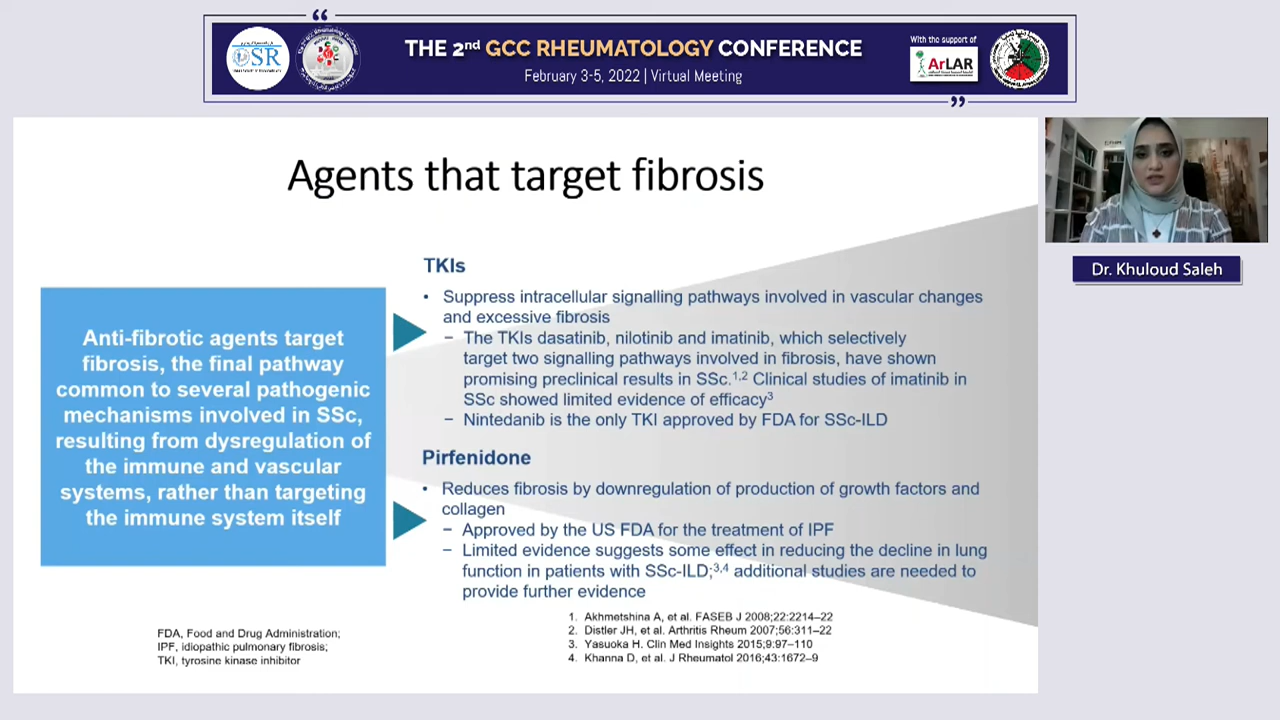 “
THE 2nd GCC RHEUMATOLOGY CONFERENCE
February 3-5, 2022 | Virtual Meeting
OSR
With the support of
ArLAR
”
Agents that target fibrosis
Anti-fibrotic agents target
fibrosis, the final pathway
common to several pathogenic
mechanisms involved in SSc,
resulting from dysregulation of
the immune and vascular
systems, rather than targeting
the immune system itself
TKIs
• Suppress intracellular signalling pathways involved in vascular changes
and excessive fibrosis
− The TKIs dasatinib, nilotinib and imatinib, which selectively
target two signalling pathways involved in fibrosis, have shown
promising preclinical results in SSc.1,2 Clinical studies of imatinib in
SSc showed limited evidence of efficacy3
− Nintedanib is the only TKI approved by FDA for SSc-ILD
Pirfenidone
• Reduces fibrosis by downregulation of production of growth factors and
collagen
− Approved by the US FDA for the treatment of IPF
− Limited evidence suggests some effect in reducing the decline in lung
function in patients with SSc-ILD;3,4 additional studies are needed to
provide further evidence
FDA, Food and Drug Administration;
IPF, idiopathic pulmonary fibrosis;
TKI, tyrosine kinase inhibitor
1. Akhmetshina A, et al. FASEB J 2008;22:2214–22
2. Distler JH, et al. Arthritis Rheum 2007;56:311–22
3. Yasuoka H. Clin Med Insights 2015;9:97–110
4. Khanna D, et al. J Rheumatol 2016;43:1672–9
Dr. Khuloud Saleh